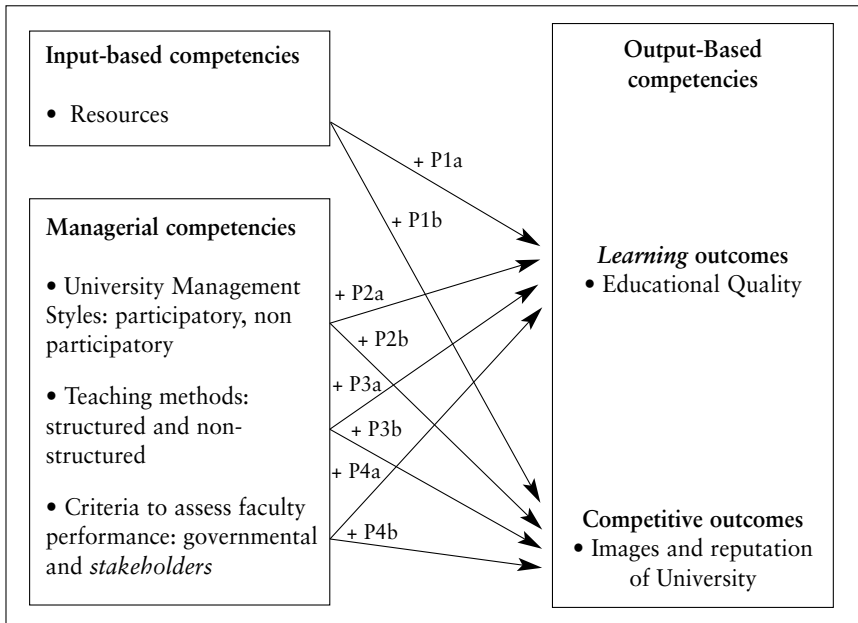 Input-based competencies
• Resources
Managerial competencies
• University Management
Styles: participatory, non
participatory
• Teaching methods:
structured and non-
structured
• Criteria to assess faculty
performance: governmental
and stakeholders
+ P1a
+ P1b
+ P2a
+ P2b
+ P3a
+ P3b
+ P4a
+ P4b
Output-Based
competencies
Learning outcomes
• Educational Quality
Competitive outcomes
• Images and reputation
of University